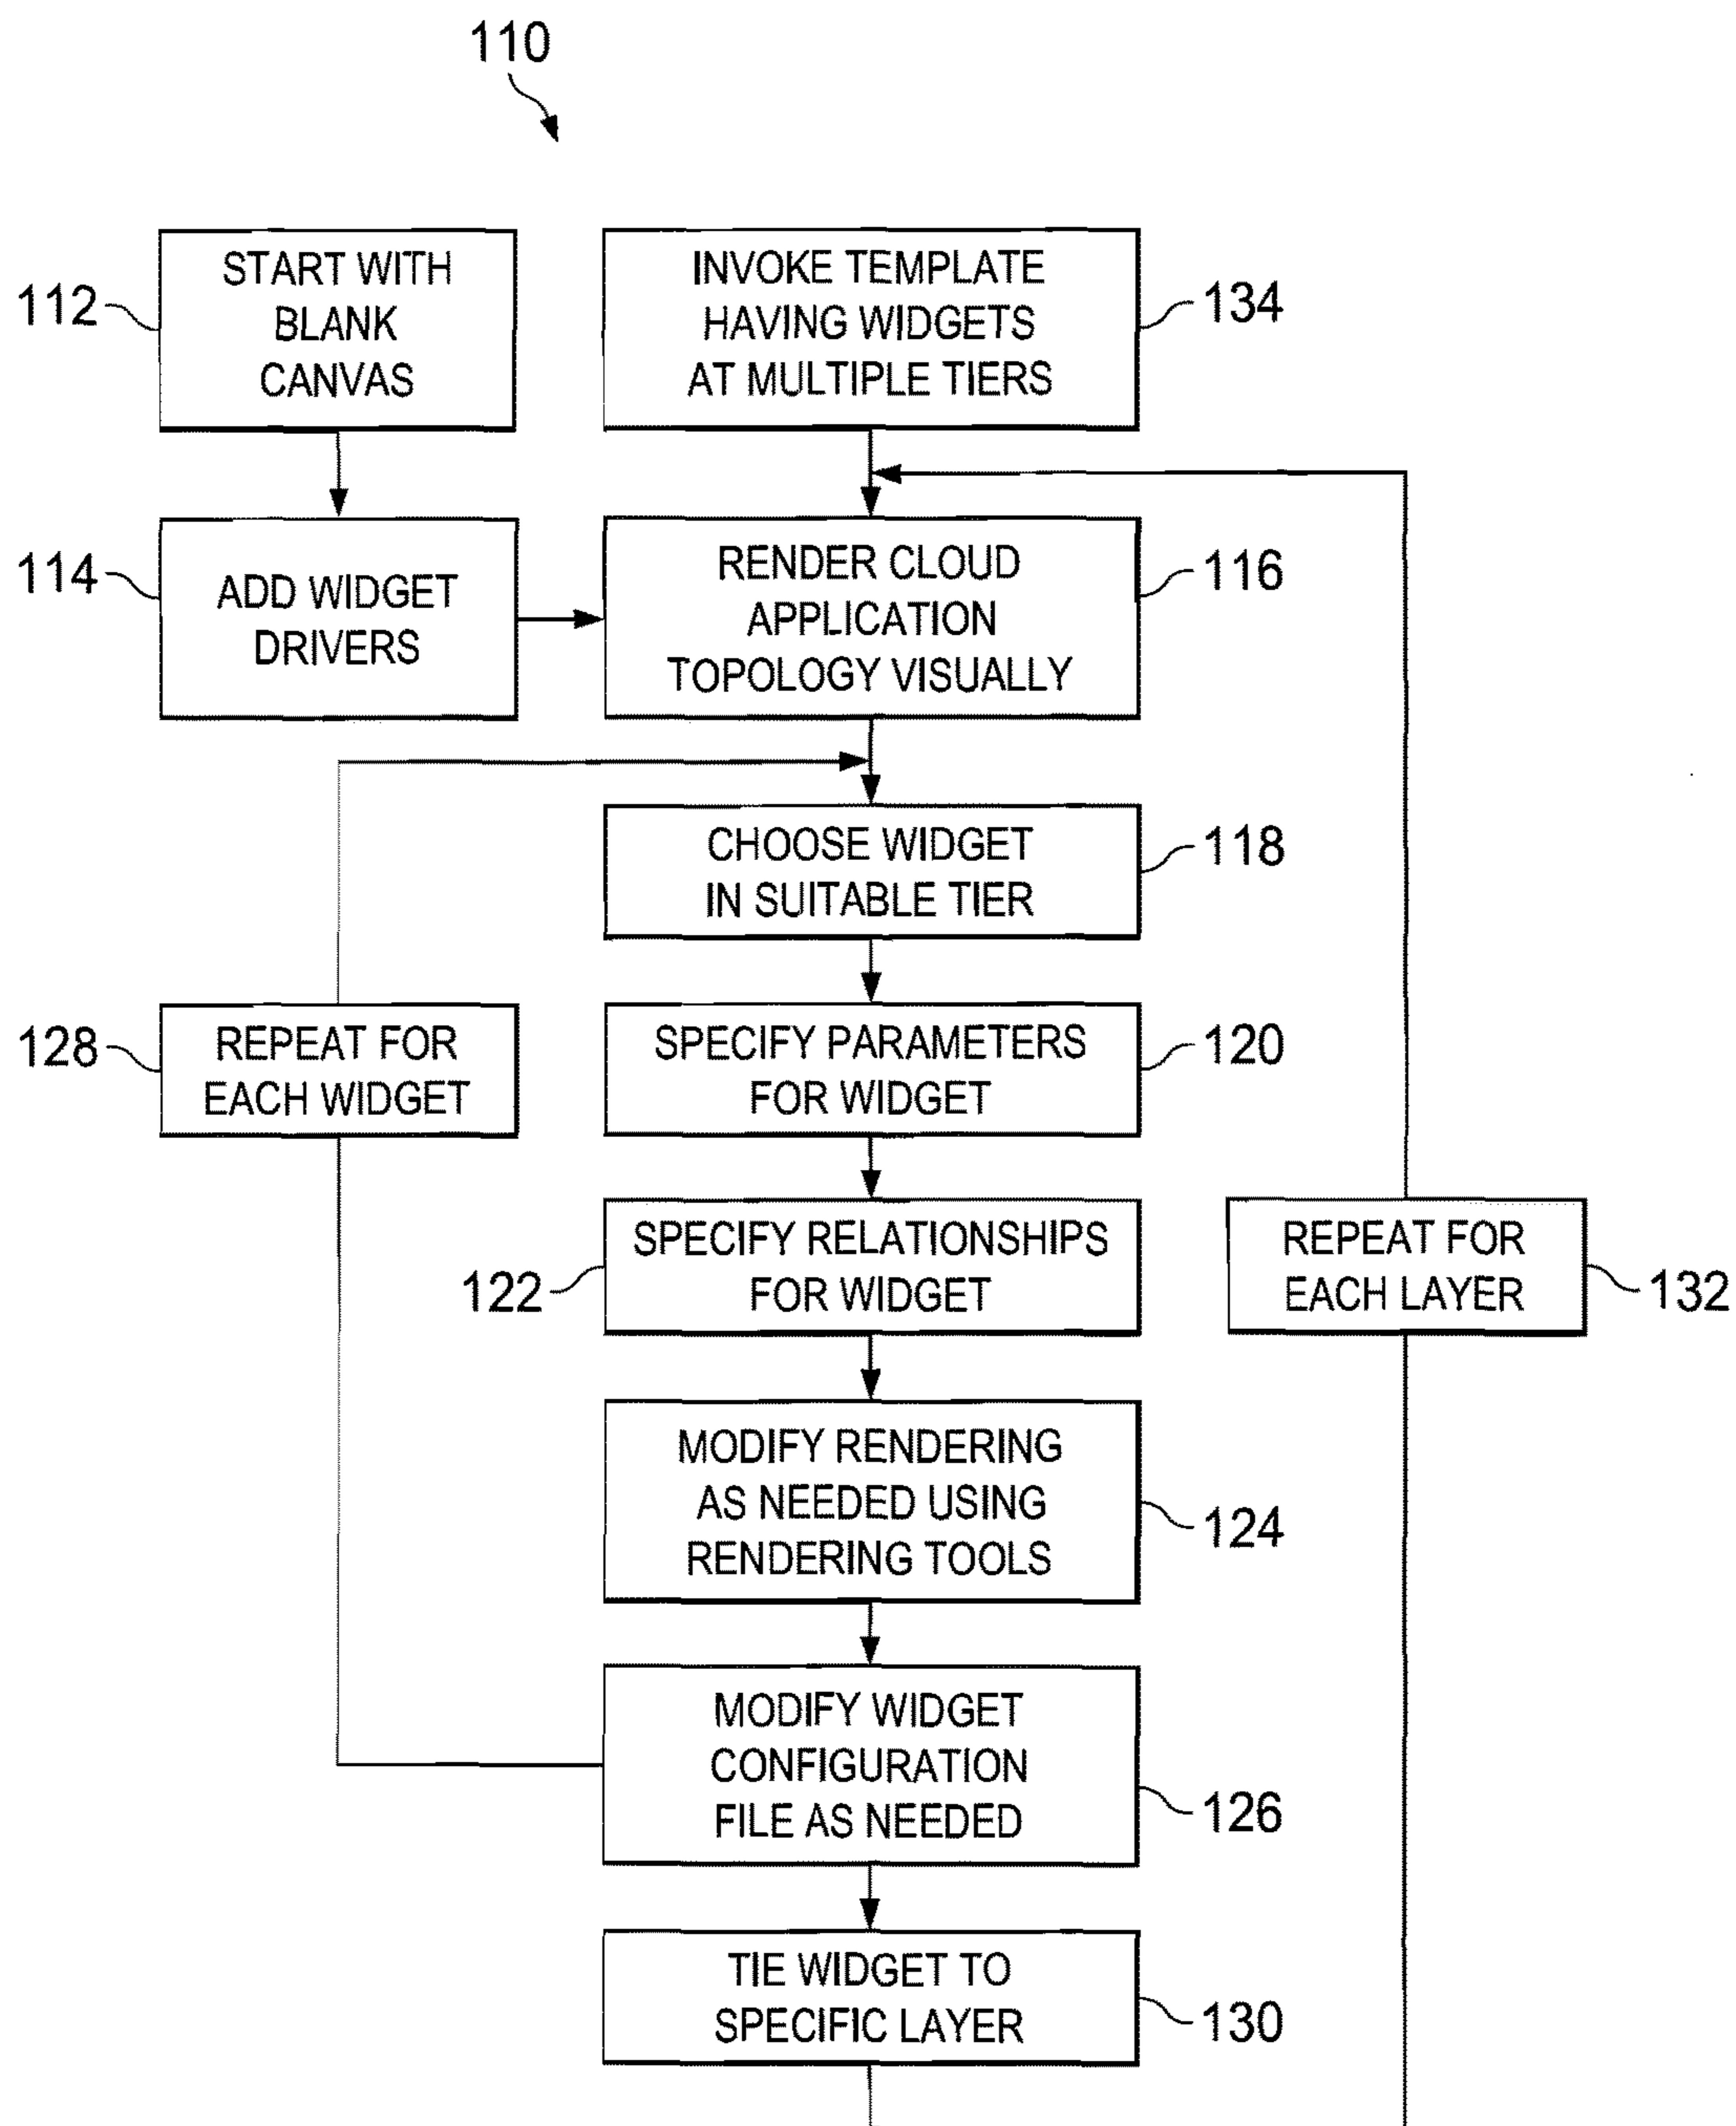 110
112
START WITH
BLANK
CANVAS
INVOKE TEMPLATE
HAVING WIDGETS
AT MULTIPLE TIERS
134
114
ADD WIDGET
DRIVERS
RENDER CLOUD
APPLICATION
TOPOLOGY VISUALLY
116
CHOOSE WIDGET
IN SUITABLE TIER
118
128
REPEAT FOR
EACH WIDGET
SPECIFY PARAMETERS
FOR WIDGET
120
122
SPECIFY RELATIONSHIPS
FOR WIDGET
REPEAT FOR
EACH LAYER
132
MODIFY RENDERING
AS NEEDED USING
RENDERING TOOLS
124
MODIFY WIDGET
CONFIGURATION
FILE AS NEEDED
126
TIE WIDGET TO
SPECIFIC LAYER
130